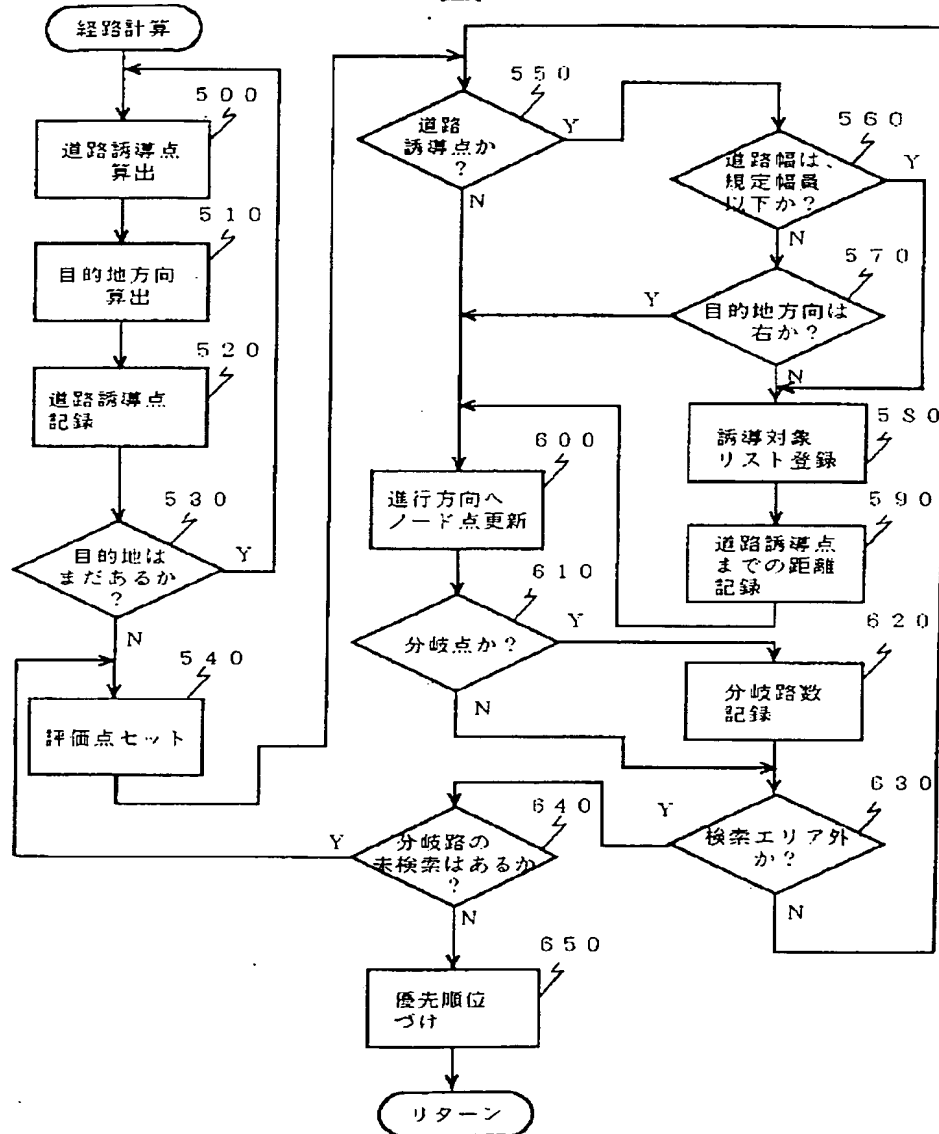 経路計算
500
道路誘導点
算出
510
目的地方向
算出
520
道路誘導点
記録
530
目的地は
まだあるか
?
Y
N
540
評価点セット
550
道路
誘導点か
?
Y
N
560
道路幅は、
規定幅員
以下か?
Y
N
570
目的地方向は
右か?
Y
N
580
誘導対象
リスト登録
590
道路誘導点
までの距離
記録
600
進行方向へ
ノード点更新
610
分岐点か?
Y
N
620
分岐路数
記録
630
検索エリア外
か?
Y
N
640
分岐路の
未検索はあるか
?
Y
N
650
優先順位
づけ
リターン